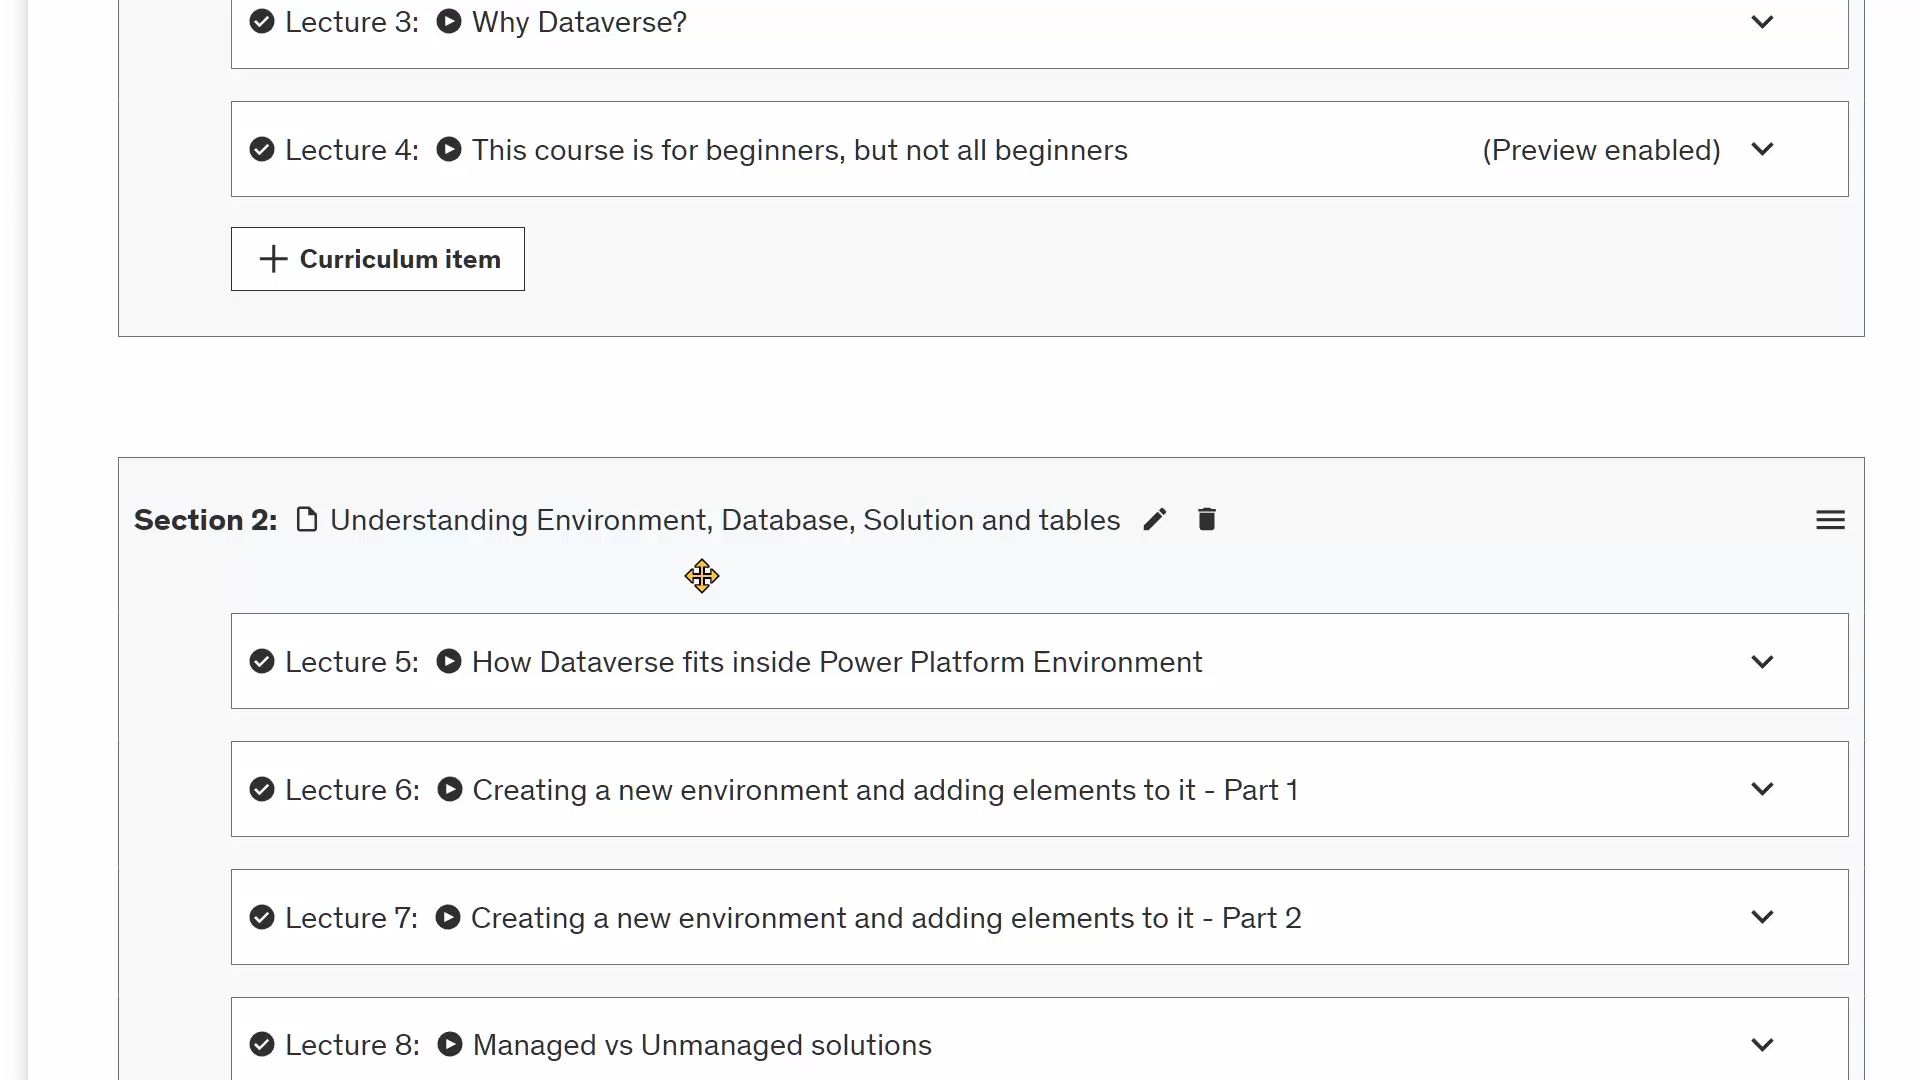 Lecture 3: Why Dataverse?
Lecture 4: This course is for beginners, but not all beginners (Preview enabled)
Curriculum item
Section 2: Understanding Environment, Database, Solution and tables
Lecture 5: How Dataverse fits inside Power Platform Environment
Lecture 6: Creating a new environment and adding elements to it - Part 1
Lecture 7: Creating a new environment and adding elements to it - Part 2
Lecture 8: Managed vs Unmanaged solutions